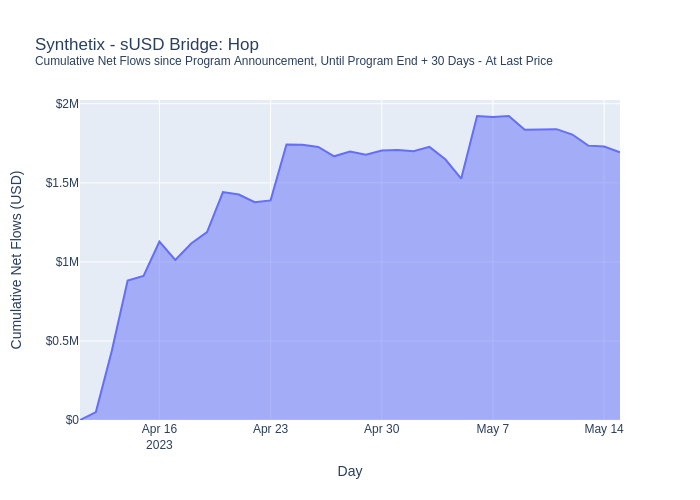 Synthetix - sUSD Bridge: Hop
Cumulative Net Flows since Program Announcement, Until Program End + 30 Days - At Last Price
Cumulative Net Flows (USD)
$2M
$1.5M
$1M
$0.5M
$0
Apr 16
2023
Apr 23
Apr 30
May 7
May 14
Day